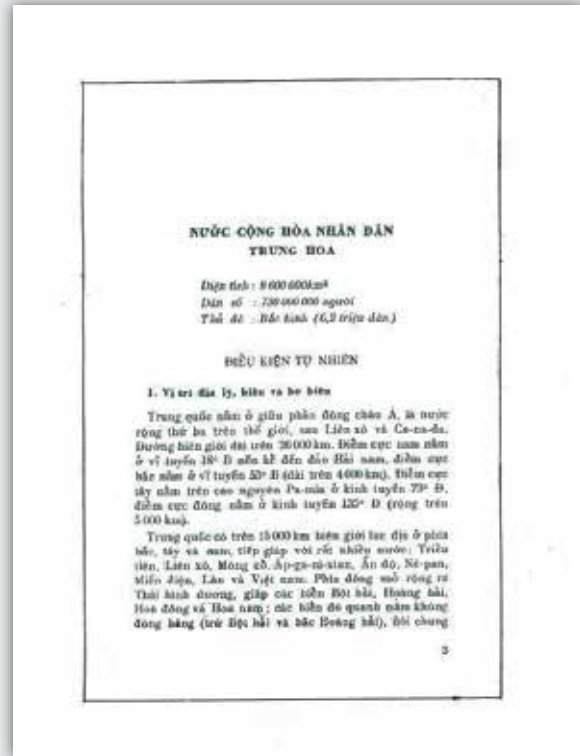 NƯỚC CỘNG HÒA NHÂN DÂN
TRUNG HOA
Diện tích : 9 600 000km²
Dân số : 730 000 000 người
Thủ đô : Bắc kinh (6,2 triệu dân)
ĐIỀU KIỆN TỰ NHIÊN
1. Vị trí địa lý, biên và bờ biên
Trung quốc nằm ở giữa phần đông châu Á, là nước
rộng thứ ba trên thế giới, sau Liên xô và Ca-na-đa.
Đường biên giới dài trên 26 000 km. Điểm cực nam nằm
ở vĩ tuyến 18° B nếu kể đến đảo Hải nam, điểm cực
bắc nằm ở vĩ tuyến 53° B (dài trên 4 000 km). Điểm cực
tây nằm trên cao nguyên Pa-mia ở kinh tuyến 73° Đ,
điểm cực đông nằm ở kinh tuyến 135° Đ (rộng trên
5 000 km).
Trung quốc có trên 15 000 km biên giới lục địa ở phía
bắc, tây và nam, tiếp giáp với rất nhiều nước: Triều
tiên, Liên xô, Mông cổ, Áp-ga-ni-xtan, Ấn độ, Nê-pan,
Miến điện, Lào và Việt nam. Phía đông mở rộng ra
Thái bình dương, giáp các biển Bột hải, Hoàng hải,
Hoa đông và Hoa nam; các biển đó quanh năm không
đóng băng (trừ Bột hải và bắc Hoàng hải), nói chung
3